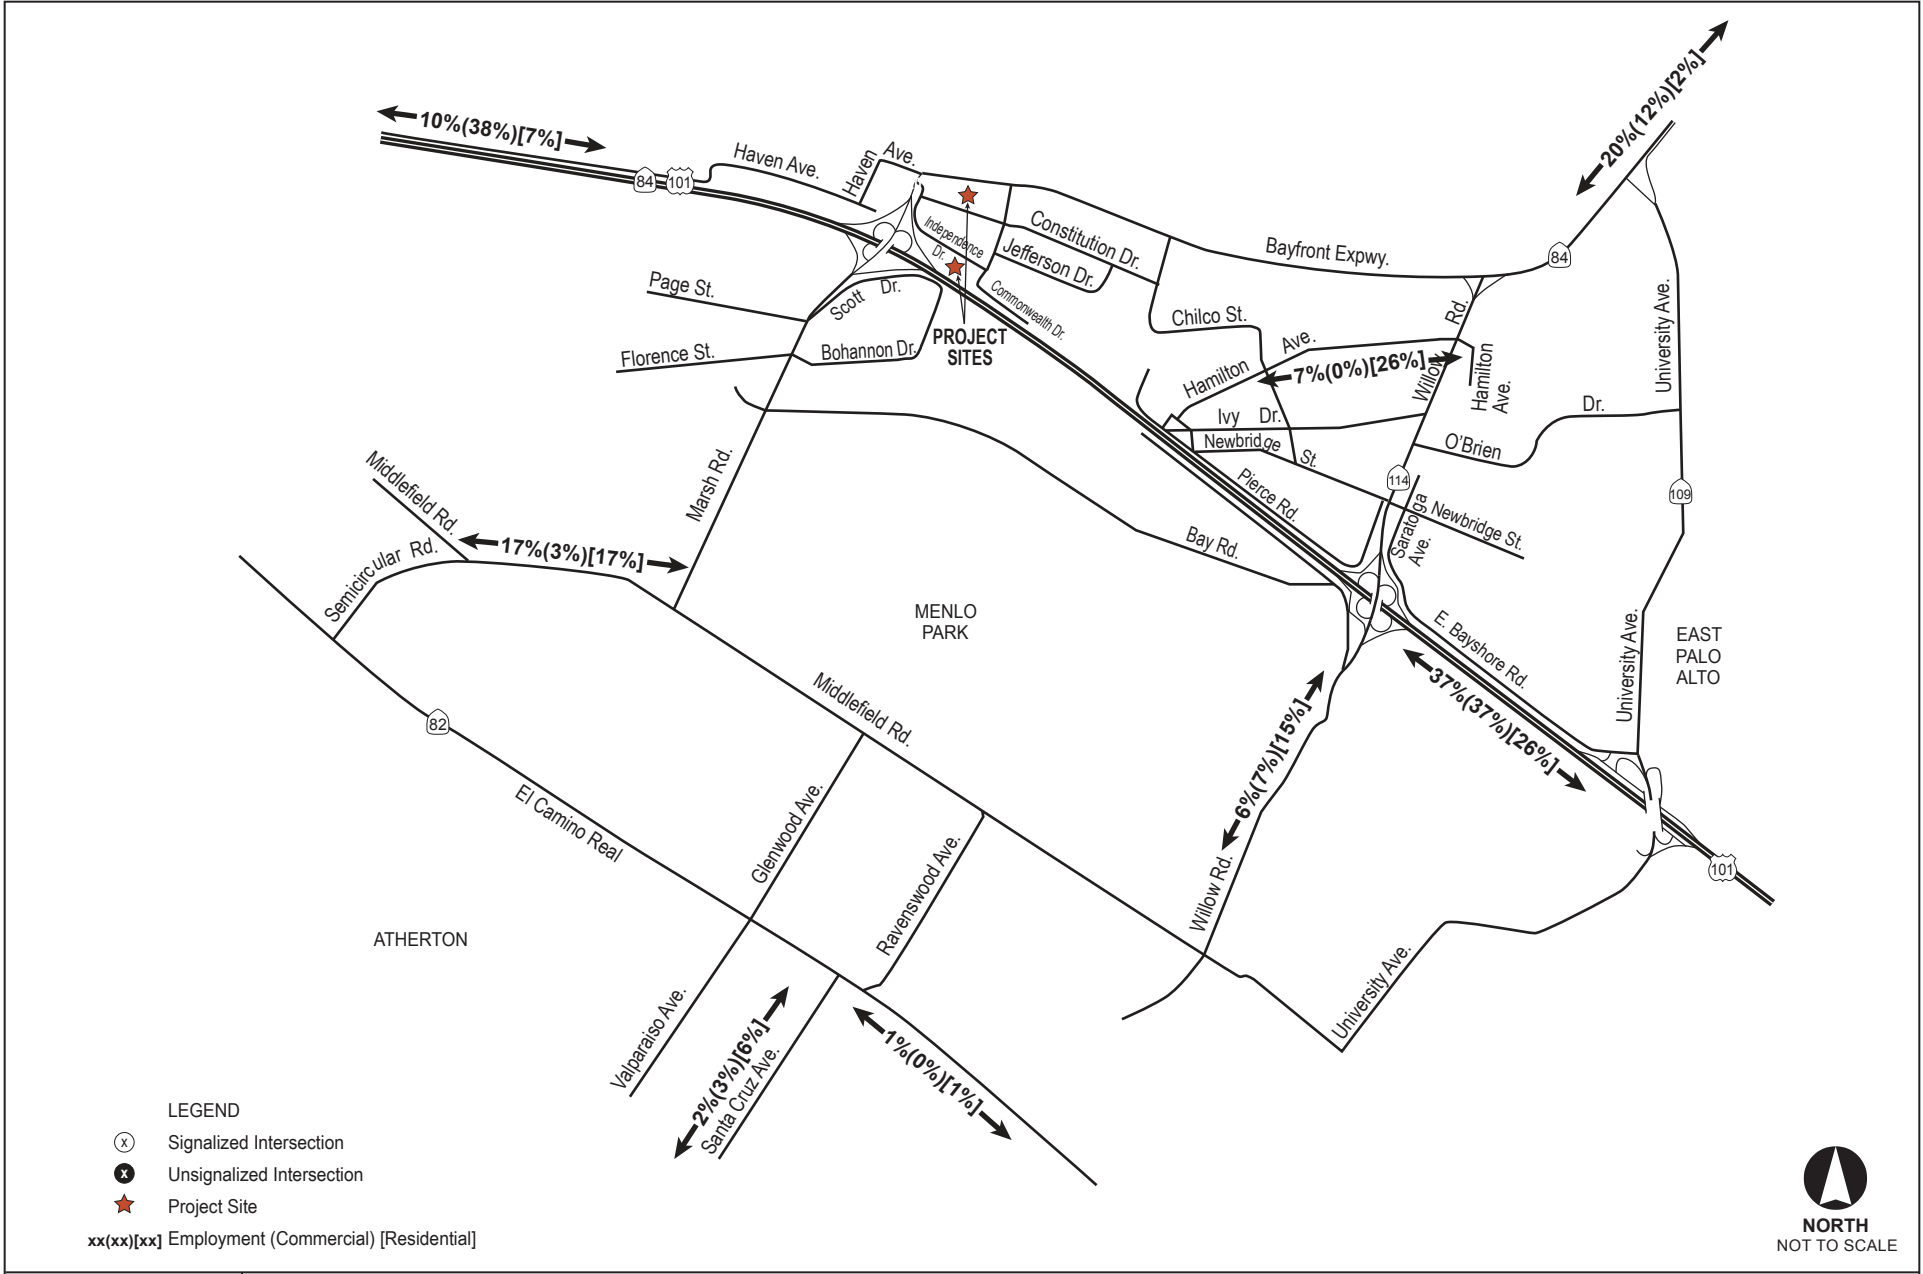 20%(12%)[2%]
10%(38%)[7%]
Haven Ave.
Haven
Ave.
84
101
Constitution Dr.
Independence
Dr.
Jefferson Dr.
Bayfront Expwy.
84
Page St.
Scott Dr.
Commonwealth Dr.
Chilco St.
Rd.
University Ave.
PROJECT
SITES
Florence St.
Bohannon Dr.
Hamilton Ave.
7%(0%)[26%]
Willow
Hamilton
Ave.
Ivy Dr.
Dr.
Newbridge St.
O'Brien
Middlefield Rd.
Marsh Rd.
Pierce Rd.
114
109
Saratoga
Ave.
Newbridge St.
Semicircular Rd.
17%(3%)[17%]
Bay Rd.
MENLO
PARK
E. Bayshore Rd.
University Ave.
EAST
PALO
ALTO
82
Middlefield Rd.
37%(37%)[26%]
6%(7%)[15%]
El Camino Real
Glenwood Ave.
Ravenswood Ave.
Willow Rd.
101
ATHERTON
University Ave.
Valparaiso Ave.
2%(3%)[6%]
Santa Cruz Ave.
1%(0%)[1%]
LEGEND
x Signalized Intersection
x Unsignalized Intersection
Project Site
xx(xx)[xx] Employment (Commercial) [Residential]
NORTH
NOT TO SCALE